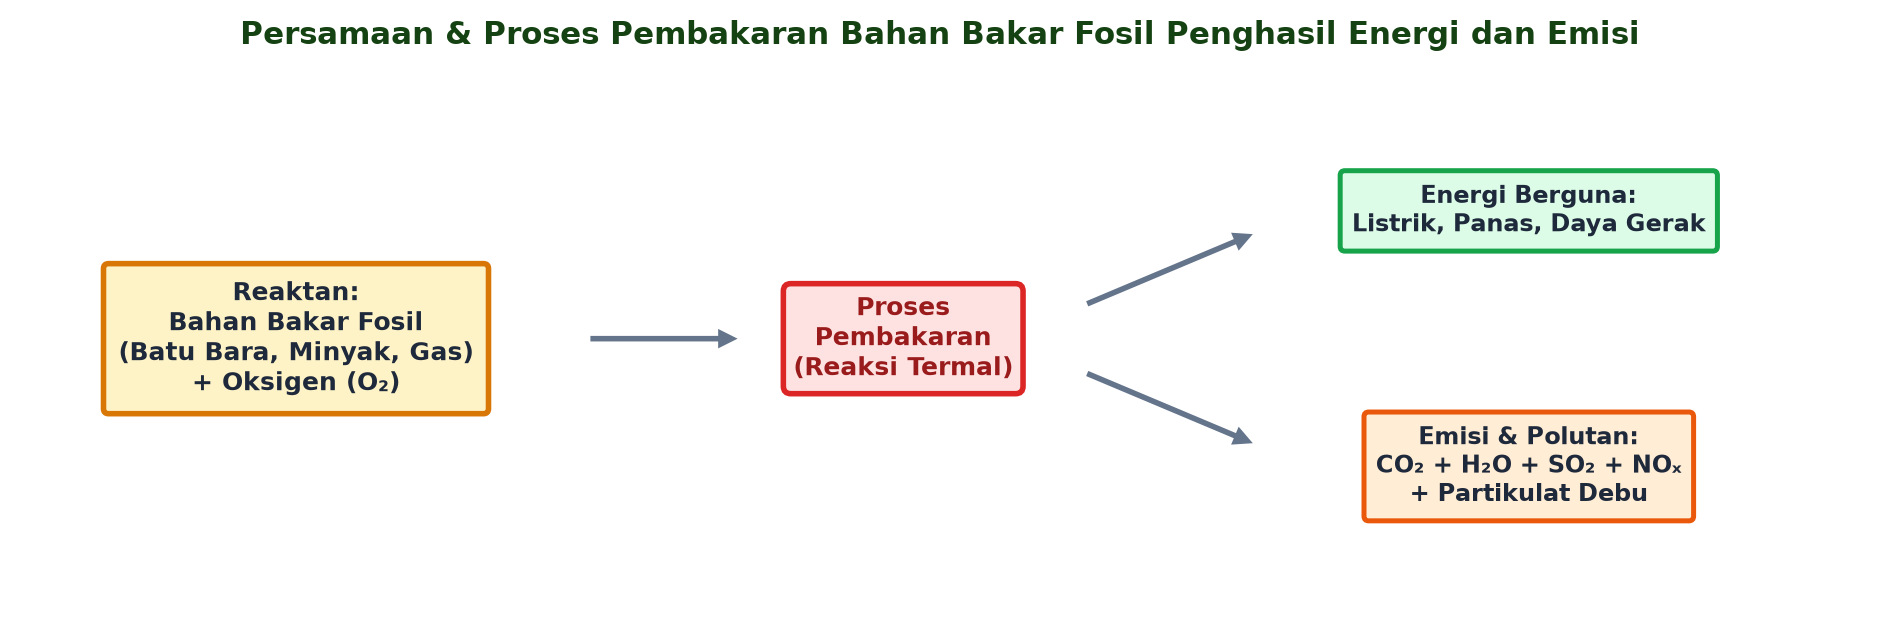 Persamaan & Proses Pembakaran Bahan Bakar Fosil Penghasil Energi dan Emisi
Reaktan:
Bahan Bakar Fosil
(Batu Bara, Minyak, Gas)
+ Oksigen (O₂)
Proses
Pembakaran
(Reaksi Termal)
Energi Berguna:
Listrik, Panas, Daya Gerak
Emisi & Polutan:
CO₂ + H₂O + SO₂ + NOₓ
+ Partikulat Debu